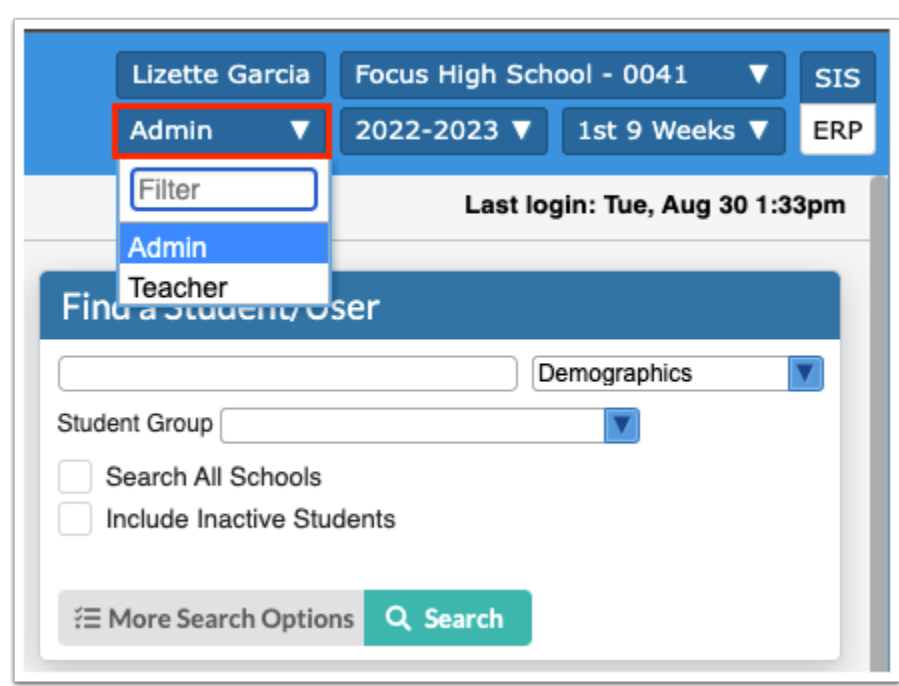 Lizette Garcia Focus High School - 0041 ▼ SIS
Admin ▼ 2022-2023 ▼ 1st 9 Weeks ▼ ERP
Filter
Last login: Tue, Aug 30 1:33pm
Admin
Teacher
Find a Student/User
Demographics ▼
Student Group ▼
Search All Schools
Include Inactive Students
More Search Options Search